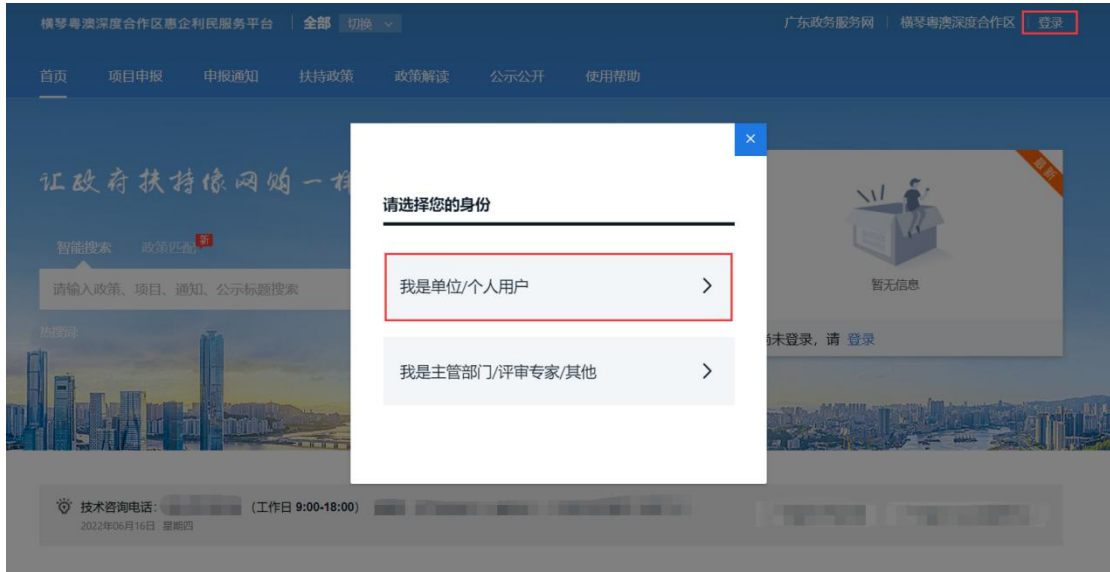 横琴粤澳深度合作区惠企利民服务平台 全部 切换 广东政务服务网 横琴粤澳深度合作区 登录
首页 项目申报 申报通知 扶持政策 政策解读 公示公开 使用帮助
最新
让政府扶持像网购一样
请选择您的身份
智能搜索 政策匹配 新
请输入政策、项目、通知、公示标题搜索
我是单位/个人用户
暂无信息
热搜词:
尚未登录，请 登录
我是主管部门/评审专家/其他
技术咨询电话: (工作日 9:00-18:00)
2022年06月16日 星期四